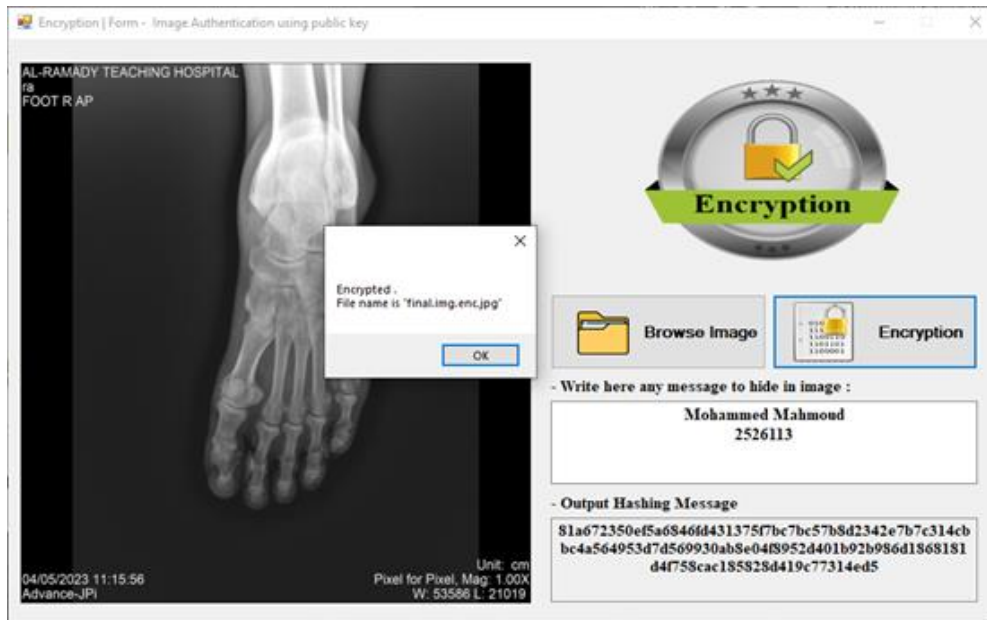 Encryption | Form - Image Authentication using public key
AL-RAMADY TEACHING HOSPITAL
ra
FOOT R AP
Encrypted .
File name is 'final.img.enc.jpg'
OK
04/05/2023 11:15:56
Advance-JPi
Unit: cm
Pixel for Pixel, Mag: 1.00X
W: 53586 L: 21019
Encryption
Browse Image
Encryption
- Write here any message to hide in image :
Mohammed Mahmoud
2526113
- Output Hashing Message
81a672350ef5a6846fd431375f7bc7bc57b8d2342e7b7c314cb
bc4a564953d7d569930ab8e04f8952d401b92b986d1868181
d4f758cac185828d419c77314ed5